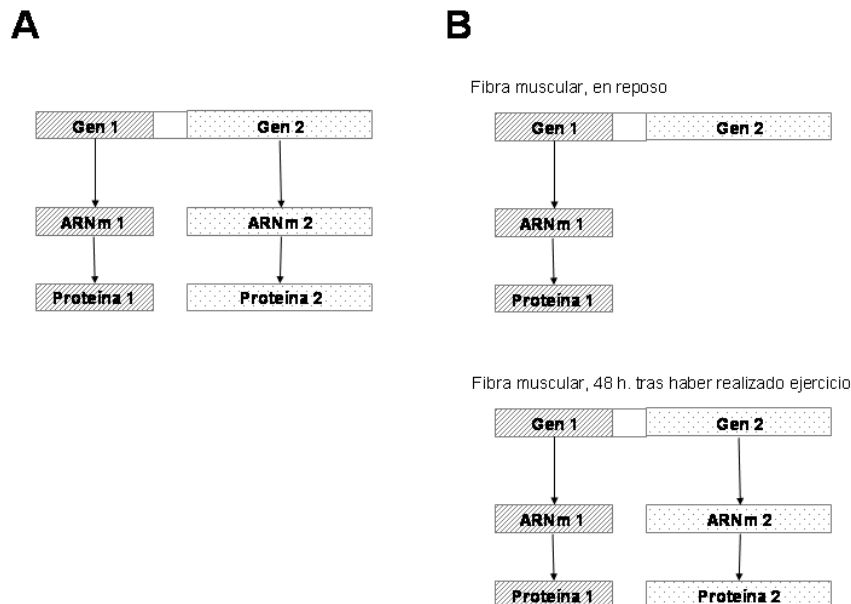 A
Gen 1 Gen 2
ARNm 1 ARNm 2
Proteína 1 Proteína 2
B
Fibra muscular, en reposo
Gen 1 Gen 2
ARNm 1
Proteína 1
Fibra muscular, 48 h. tras haber realizado ejercicio
Gen 1 Gen 2
ARNm 1 ARNm 2
Proteína 1 Proteína 2